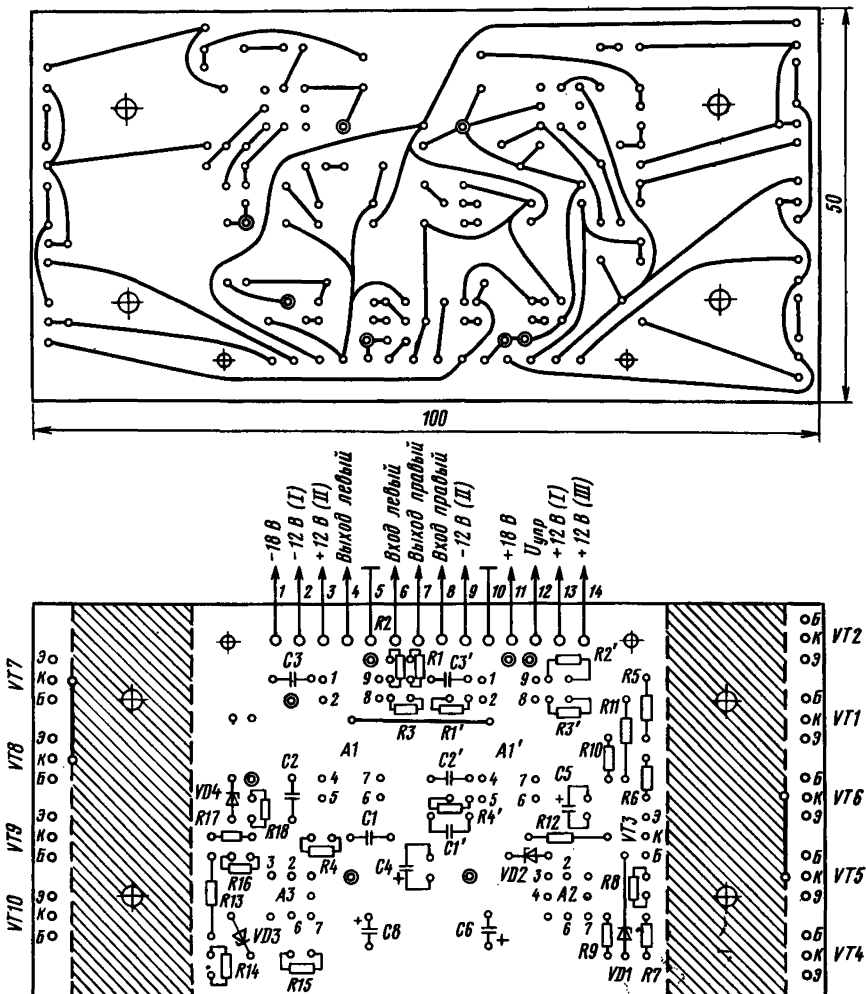 50
100
-18 В
-12 В (I)
+12 В (II)
Выход левый
Вход левый
Выход правый
Вход правый
-12 В (II)
+18 В
Uупр
+12 В (I)
+12 В (III)
1 2 3 4 5 6 7 8 9 10 11 12 13 14
R2
Б
К VT2
Э
VT7
Э
К
Б
C3 1 9 R1 C3' 1 9 R2' R5
2 8 R3 R1' 2 8 R3' R11
Б
К VT1
Э
VT8
Э
К
Б
A1 A1' R10
C2 4 7 C2' 4 7 C5
VD4 5 6 5 6 R6
+
Б
К VT6
Э
R17 R18 R4' R12 VT3
Э
К
Б
VT9
Э
К
Б
C1 C1'
R4 C4 VD2
+
Б
К VT5
Э
R16 3 2 3 2 R8
R13 A3 4 A2
VT10
Э
К
Б
6 7 6 7
VD3 + C8 C6 + R9
Б
К VT4
Э
R14 R15 VD1 R7